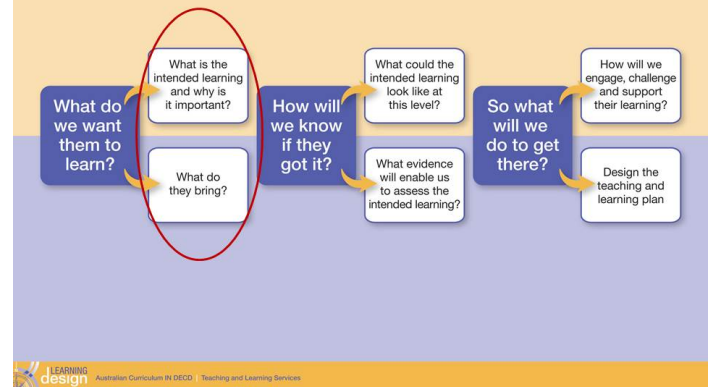 What do
we want
them to
learn?
What is the
intended learning
and why is
it important?
What do
they bring?
How will
we know
if they
got it?
What could the
intended learning
look like at
this level?
What evidence
will enable us
to assess the
intended learning?
So what
will we
do to get
there?
How will we
engage, challenge
and support
their learning?
Design the
teaching and
learning plan
LEARNING
design
Australian Curriculum IN DECD | Teaching and Learning Services